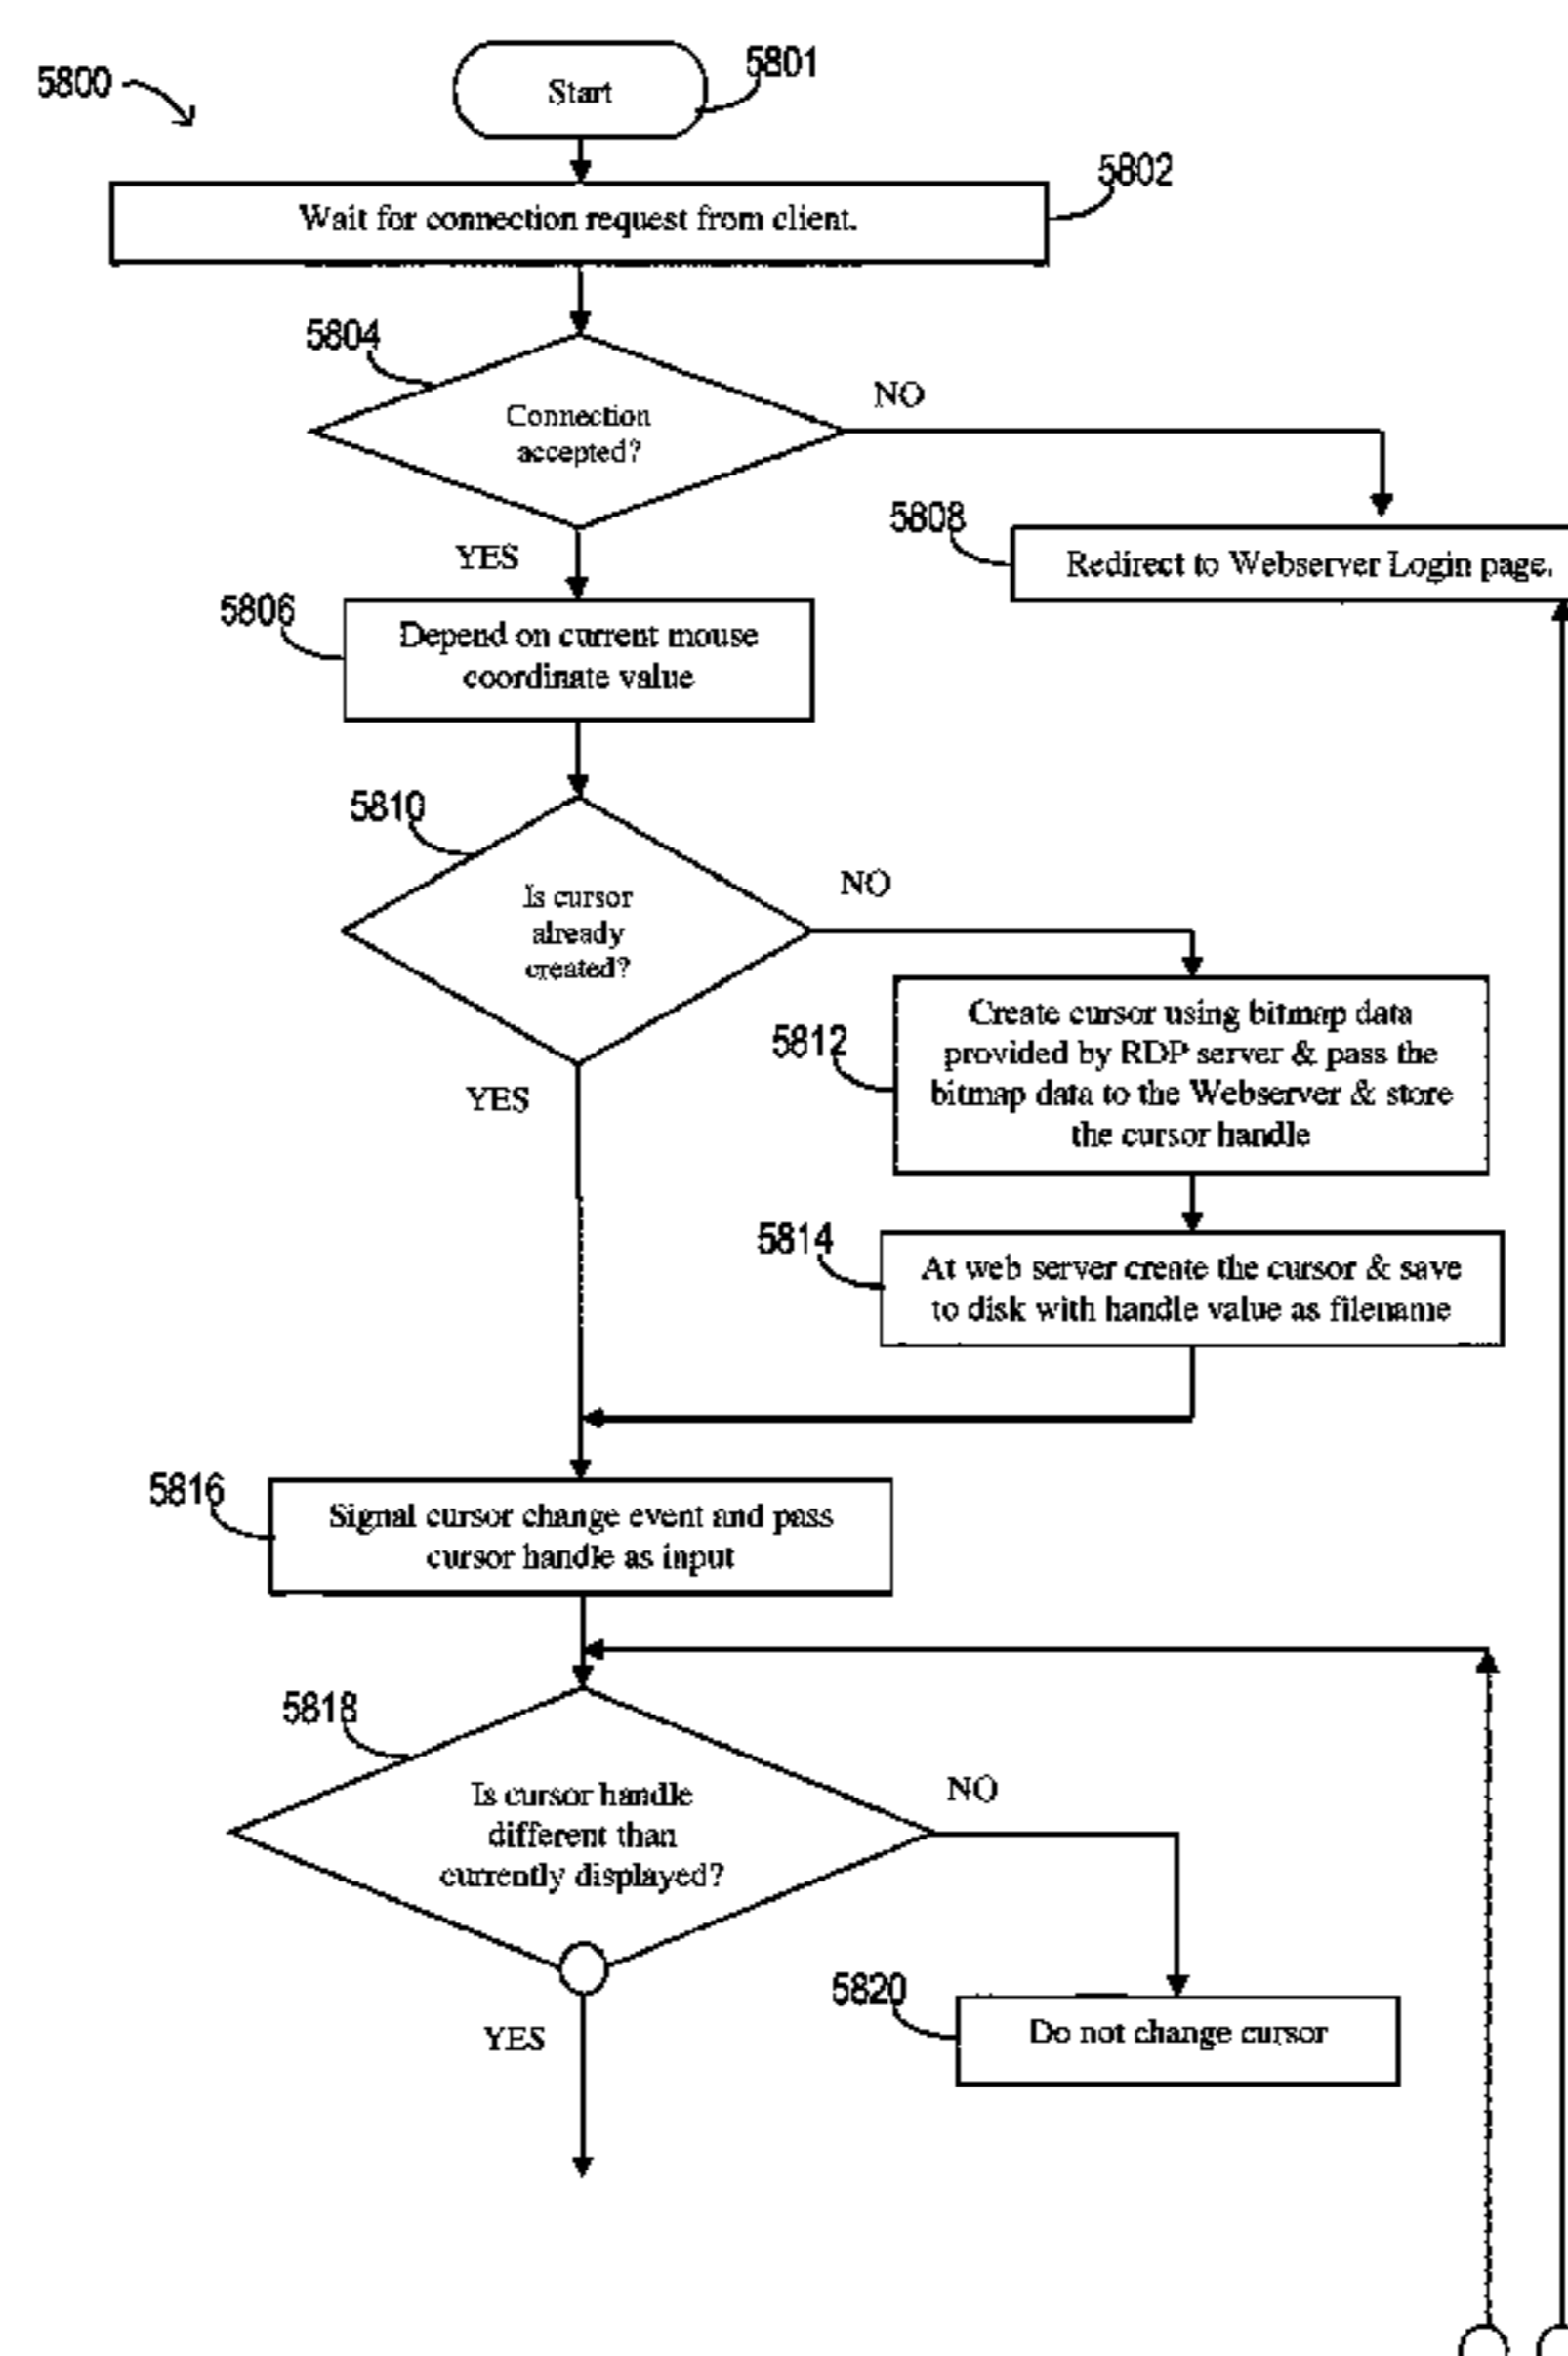 5800
Start
5801
5802
Wait for connection request from client.
5804
Connection
accepted?
NO
YES
5808
Redirect to Webserver Login page.
5806
Depend on current mouse
coordinate value
5810
Is cursor
already
created?
NO
YES
5812
Create cursor using bitmap data
provided by RDP server & pass the
bitmap data to the Webserver & store
the cursor handle
5814
At web server create the cursor & save
to disk with handle value as filename
5816
Signal cursor change event and pass
cursor handle as input
5818
Is cursor handle
different than
currently displayed?
NO
YES
5820
Do not change cursor